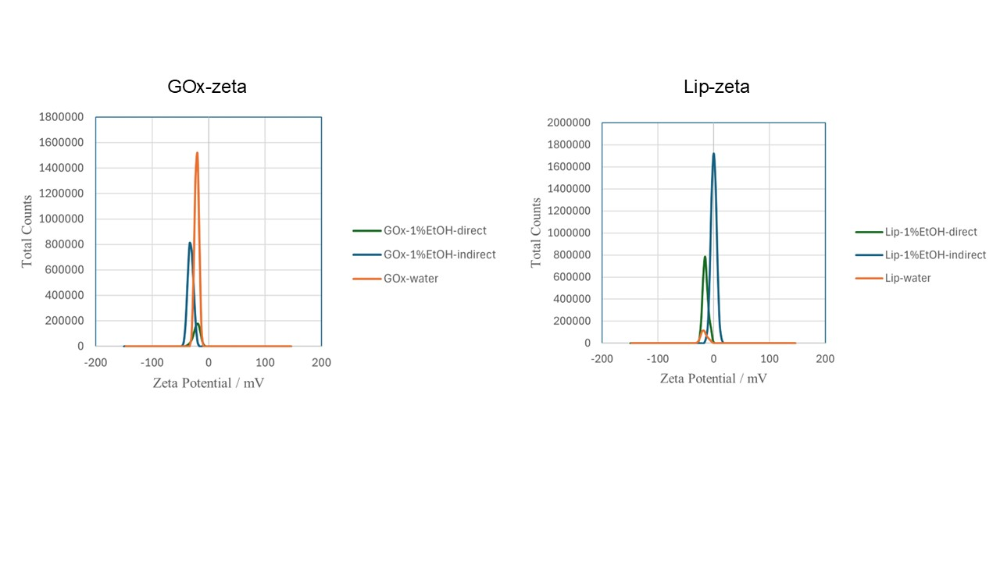 GOx-zeta
1800000
1600000
1400000
1200000
1000000
800000
600000
400000
200000
0
-200
-100
0
100
200
Total Counts
Zeta Potential / mV
GOx-1%EtOH-direct
GOx-1%EtOH-indirect
GOx-water
Lip-zeta
2000000
1800000
1600000
1400000
1200000
1000000
800000
600000
400000
200000
0
-200
-100
0
100
200
Total Counts
Zeta Potential / mV
Lip-1%EtOH-direct
Lip-1%EtOH-indirect
Lip-water